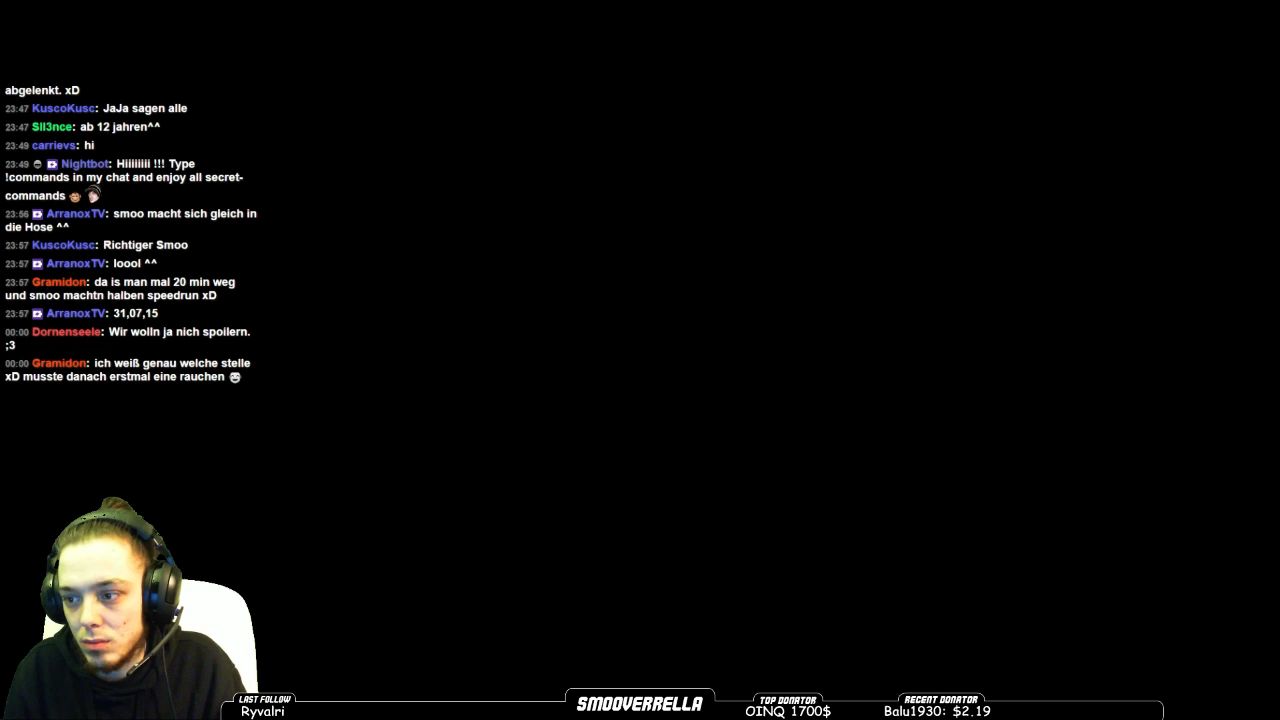 abgelenkt. xD
23:47 KuscoKusc: JaJa sagen alle
23:47 Sll3nce: ab 12 jahren^^
23:49 carrievs: hi
23:49 Nightbot: Hiiiiiiii !!! Type
!commands in my chat and enjoy all secret-
commands
23:56 ArranoxTV: smoo macht sich gleich in
die Hose ^^
23:57 KuscoKusc: Richtiger Smoo
23:57 ArranoxTV: loool ^^
23:57 Gramidon: da is man mal 20 min weg
und smoo machtn halben speedrun xD
23:57 ArranoxTV: 31,07,15
00:00 Dornenseele: Wir wolln ja nich spoilern.
;3
00:00 Gramidon: ich weiß genau welche stelle
xD musste danach erstmal eine rauchen
LAST FOLLOW
Ryvalri
SMOOVERRELLA
TOP DONATOR
OINQ 1700$
RECENT DONATOR
Balu1930: $2.19